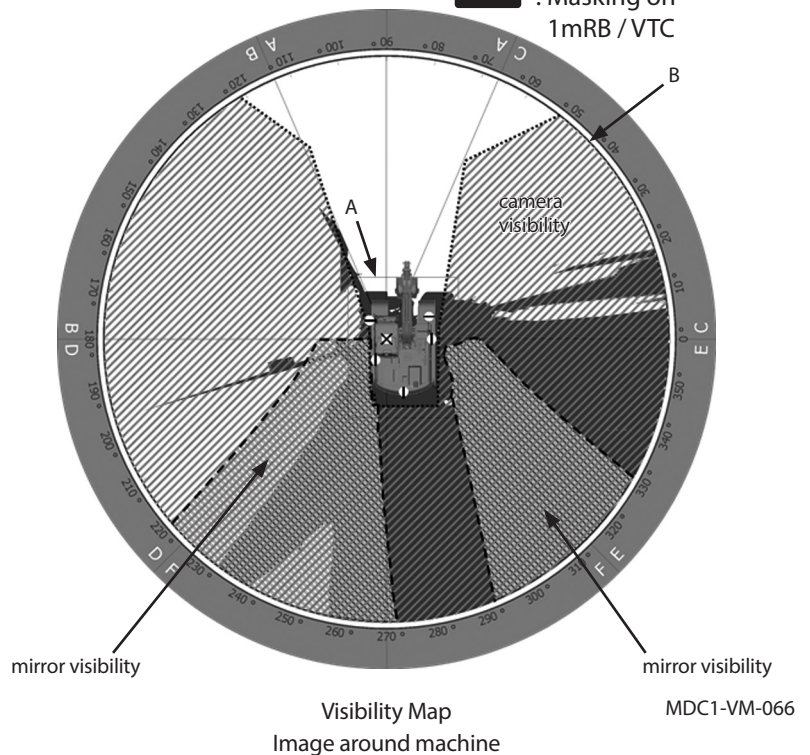 : Masking on
1mRB / VTC
B
A
camera
visibility
B A
A C
C
E
E
F
F
D
D
B
0 °
10 °
20 °
30 °
40 °
50 °
60 °
70 °
80 °
90 °
100 °
110 °
120 °
130 °
140 °
150 °
160 °
170 °
180 °
190 °
200 °
210 °
220 °
230 °
240 °
250 °
260 °
270 °
280 °
290 °
300 °
310 °
320 °
330 °
340 °
350 °
mirror visibility
mirror visibility
Visibility Map
MDC1-VM-066
Image around machine